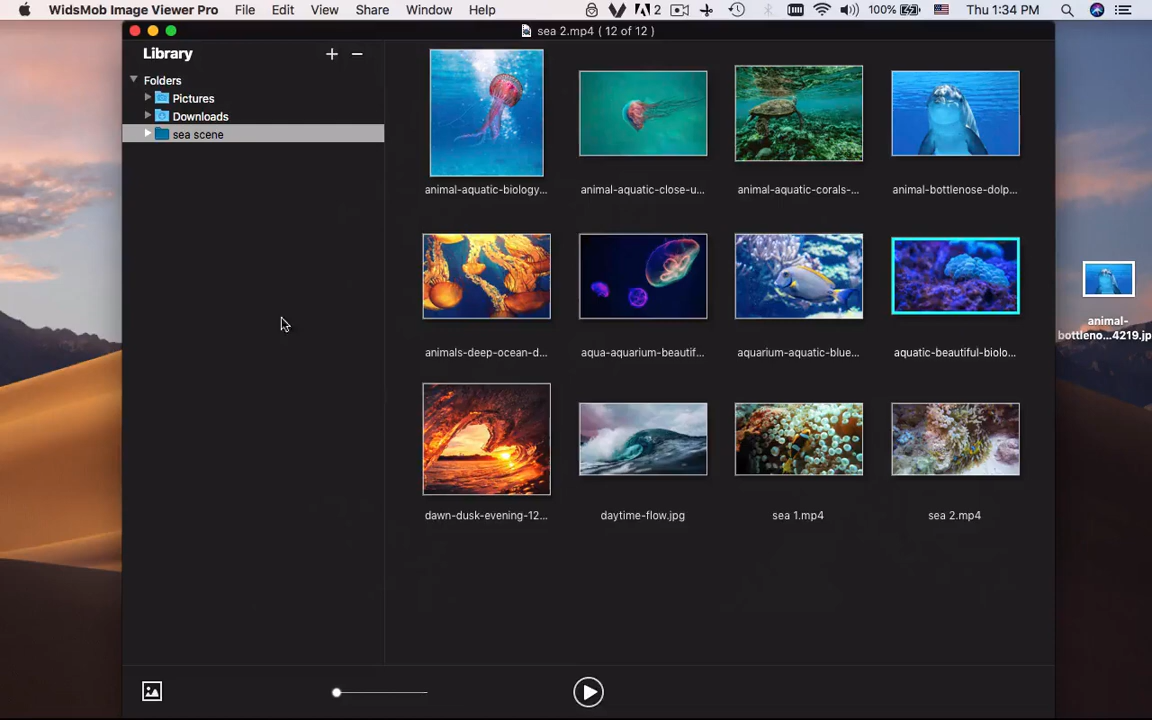 WidsMob Image Viewer Pro File Edit View Share Window Help 2 100% Thu 1:34 PM
sea 2.mp4 ( 12 of 12 )
Library + −
Folders
Pictures
Downloads
sea scene
animal-aquatic-biology... animal-aquatic-close-u... animal-aquatic-corals-... animal-bottlenose-dolp...
animals-deep-ocean-d... aqua-aquarium-beautif... aquarium-aquatic-blue... aquatic-beautiful-biolo...
dawn-dusk-evening-12... daytime-flow.jpg sea 1.mp4 sea 2.mp4
animal-
bottleno...4219.jp